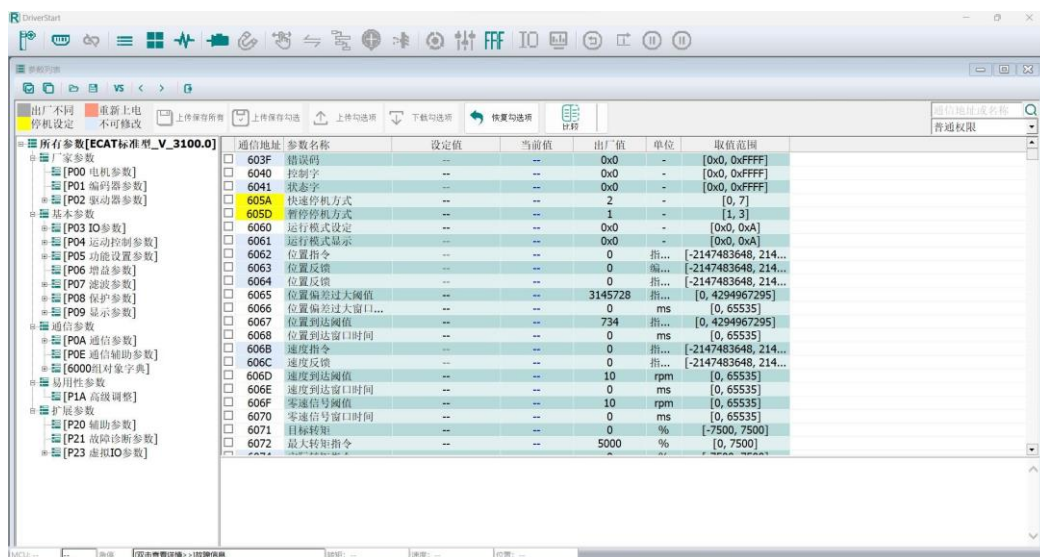 DriverStart
参数列表
VS
出厂不同 重新上电
停机设定 不可修改
上传保存所有 上传保存勾选 上传勾选项 下载勾选项 恢复勾选项 比较
通信地址或名称
普通权限
所有参数[ECAT标准型_V_3100.0]
厂家参数
[P00 电机参数]
[P01 编码器参数]
[P02 驱动器参数]
基本参数
[P03 IO参数]
[P04 运动控制参数]
[P05 功能设置参数]
[P06 增益参数]
[P07 滤波参数]
[P08 保护参数]
[P09 显示参数]
通信参数
[P0A 通信参数]
[P0E 通信辅助参数]
[6000组对象字典]
易用性参数
[P1A 高级调整]
扩展参数
[P20 辅助参数]
[P21 故障诊断参数]
[P23 虚拟IO参数]
通信地址 参数名称 设定值 当前值 出厂值 单位 取值范围
603F 错误码 -- -- 0x0 - [0x0, 0xFFFF]
6040 控制字 -- -- 0x0 - [0x0, 0xFFFF]
6041 状态字 -- -- 0x0 - [0x0, 0xFFFF]
605A 快速停机方式 -- -- 2 - [0, 7]
605D 暂停停机方式 -- -- 1 - [1, 3]
6060 运行模式设定 -- -- 0x0 - [0x0, 0xA]
6061 运行模式显示 -- -- 0x0 - [0x0, 0xA]
6062 位置指令 -- -- 0 指... [-2147483648, 214...
6063 位置反馈 -- -- 0 编... [-2147483648, 214...
6064 位置反馈 -- -- 0 指... [-2147483648, 214...
6065 位置偏差过大阈值 -- -- 3145728 指... [0, 4294967295]
6066 位置偏差过大窗口... -- -- 0 ms [0, 65535]
6067 位置到达阈值 -- -- 734 指... [0, 4294967295]
6068 位置到达窗口时间 -- -- 0 ms [0, 65535]
606B 速度指令 -- -- 0 指... [-2147483648, 214...
606C 速度反馈 -- -- 0 指... [-2147483648, 214...
606D 速度到达阈值 -- -- 10 rpm [0, 65535]
606E 速度到达窗口时间 -- -- 0 ms [0, 65535]
606F 零速信号阈值 -- -- 10 rpm [0, 65535]
6070 零速信号窗口时间 -- -- 0 ms [0, 65535]
6071 目标转矩 -- -- 0 % [-7500, 7500]
6072 最大转矩指令 -- -- 5000 % [0, 7500]
MCU: -- -- [双击查看详情>>]故障信息 转矩: -- 速度: -- 位置: --